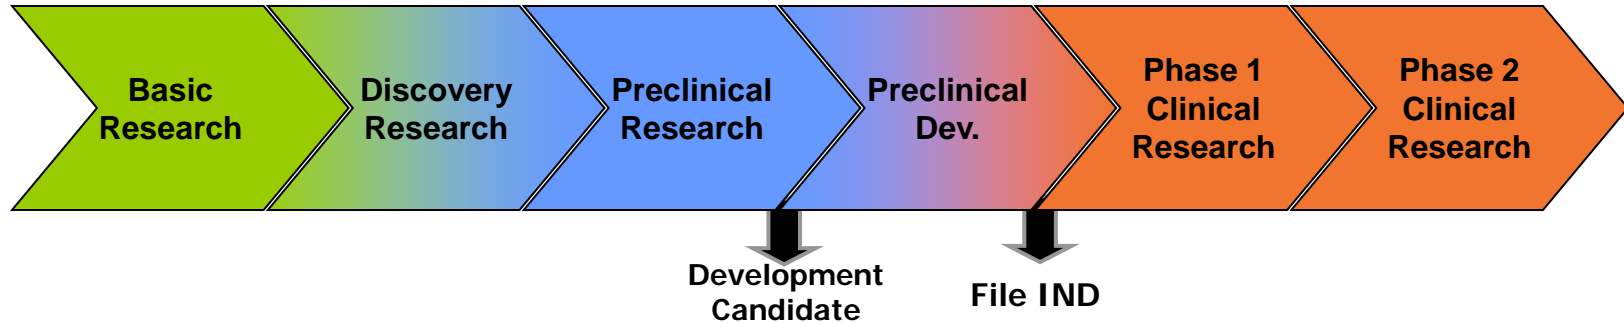 Basic
Research
Discovery
Research
Preclinical
Research
Preclinical
Dev.
Phase 1
Clinical
Research
Phase 2
Clinical
Research
Development
Candidate
File IND